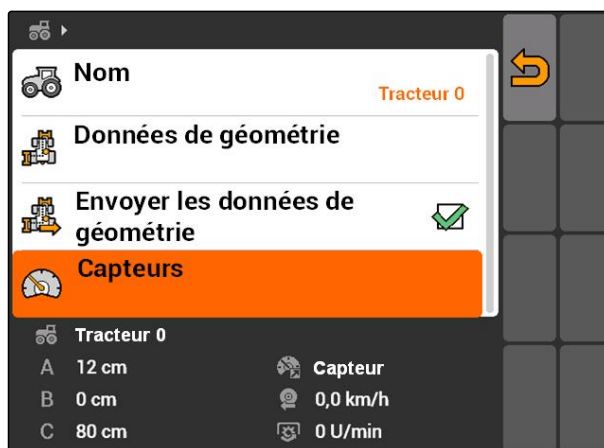 Nom
Tracteur 0
Données de géométrie
Envoyer les données de
géométrie
Capteurs
Tracteur 0
A 12 cm
Capteur
B 0 cm
0,0 km/h
C 80 cm
0 U/min